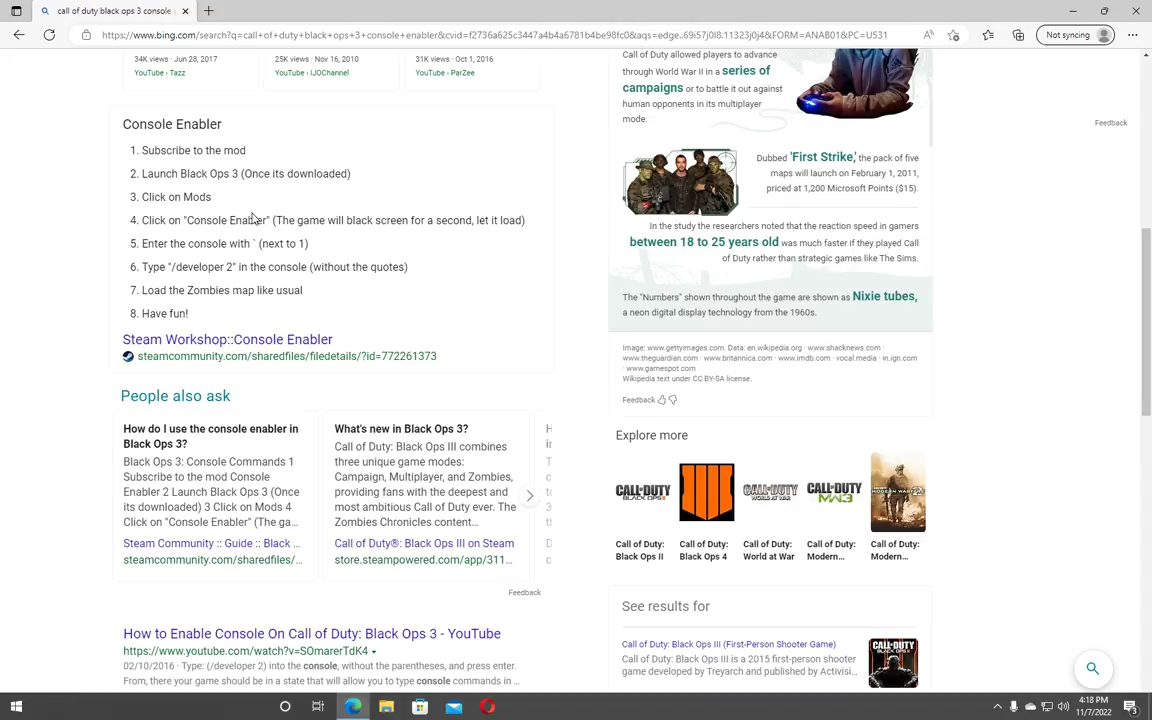 call of duty black ops 3 console
https://www.bing.com/search?q=call+of+duty+black+ops+3+console+enabler&cvid=f2736a625c3447a4b4a6781b4be98fc0&aqs=edge..69i57j0l8.11323j0j4&FORM=ANAB01&PC=U531
Not syncing
34K views · Jun 28, 2017
YouTube › Tazz
25K views · Nov 16, 2010
YouTube › IJOChannel
31K views · Oct 1, 2016
YouTube › ParZee
Console Enabler
1. Subscribe to the mod
2. Launch Black Ops 3 (Once its downloaded)
3. Click on Mods
4. Click on "Console Enabler" (The game will black screen for a second, let it load)
5. Enter the console with ` (next to 1)
6. Type "/developer 2" in the console (without the quotes)
7. Load the Zombies map like usual
8. Have fun!
Steam Workshop::Console Enabler
steamcommunity.com/sharedfiles/filedetails/?id=772261373
People also ask
How do I use the console enabler in
Black Ops 3?
Black Ops 3: Console Commands 1
Subscribe to the mod Console
Enabler 2 Launch Black Ops 3 (Once
its downloaded) 3 Click on Mods 4
Click on "Console Enabler" (The ga...
Steam Community :: Guide :: Black ...
steamcommunity.com/sharedfiles/...
What's new in Black Ops 3?
Call of Duty: Black Ops III combines
three unique game modes:
Campaign, Multiplayer, and Zombies,
providing fans with the deepest and
most ambitious Call of Duty ever. The
Zombies Chronicles content...
Call of Duty®: Black Ops III on Steam
store.steampowered.com/app/311...
Feedback
How to Enable Console On Call of Duty: Black Ops 3 - YouTube
https://www.youtube.com/watch?v=SOmarerTdK4
02/10/2016 · Type: (/developer 2) into the console, without the parentheses, and press enter.
From, there your game should be in a state that will allow you to type console commands in ...
Call of Duty allowed players to advance
through World War II in a series of
campaigns or to battle it out against
human opponents in its multiplayer
mode.
Dubbed 'First Strike,' the pack of five
maps will launch on February 1, 2011,
priced at 1,200 Microsoft Points ($15).
In the study the researchers noted that the reaction speed in gamers
between 18 to 25 years old was much faster if they played Call
of Duty rather than strategic games like The Sims.
The "Numbers" shown throughout the game are shown as Nixie tubes,
a neon digital display technology from the 1960s.
Image: www.gettyimages.com. Data: en.wikipedia.org · www.shacknews.com ·
www.theguardian.com · www.britannica.com · www.imdb.com · vocal.media · in.ign.com
· www.gamespot.com
Wikipedia text under CC BY-SA license.
Feedback
Explore more
CALL OF DUTY
BLACK OPS II
CALL OF DUTY
WORLD AT WAR
CALL OF DUTY
MW3
Call of Duty:
Black Ops II
Call of Duty:
Black Ops 4
Call of Duty:
World at War
Call of Duty:
Modern...
Call of Duty:
Modern...
See results for
Call of Duty: Black Ops III (First-Person Shooter Game)
Call of Duty: Black Ops III is a 2015 first-person shooter
game developed by Treyarch and published by Activisi...
Feedback
4:18 PM
11/7/2022
3